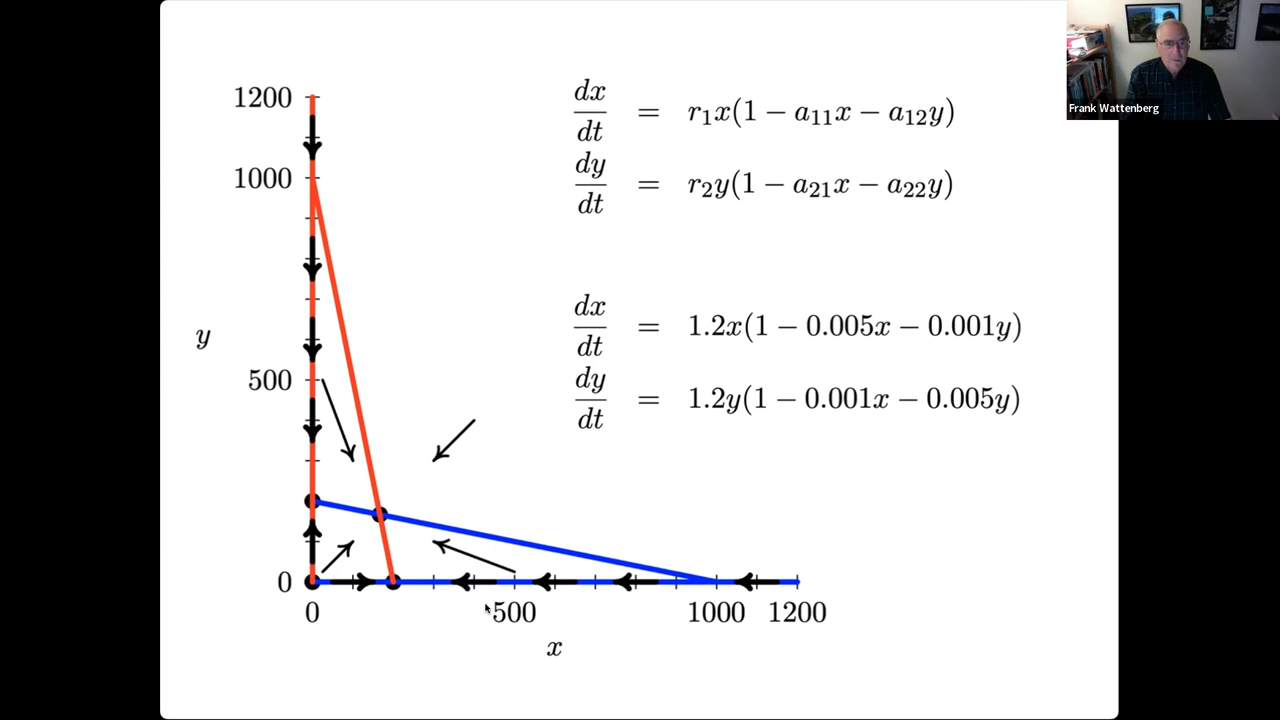 Frank Wattenberg
dx/dt = r₁x(1 − a₁₁x − a₁₂y)
dy/dt = r₂y(1 − a₂₁x − a₂₂y)
dx/dt = 1.2x(1 − 0.005x − 0.001y)
dy/dt = 1.2y(1 − 0.001x − 0.005y)
1200
1000
y
500
0
0 500 1000 1200
x